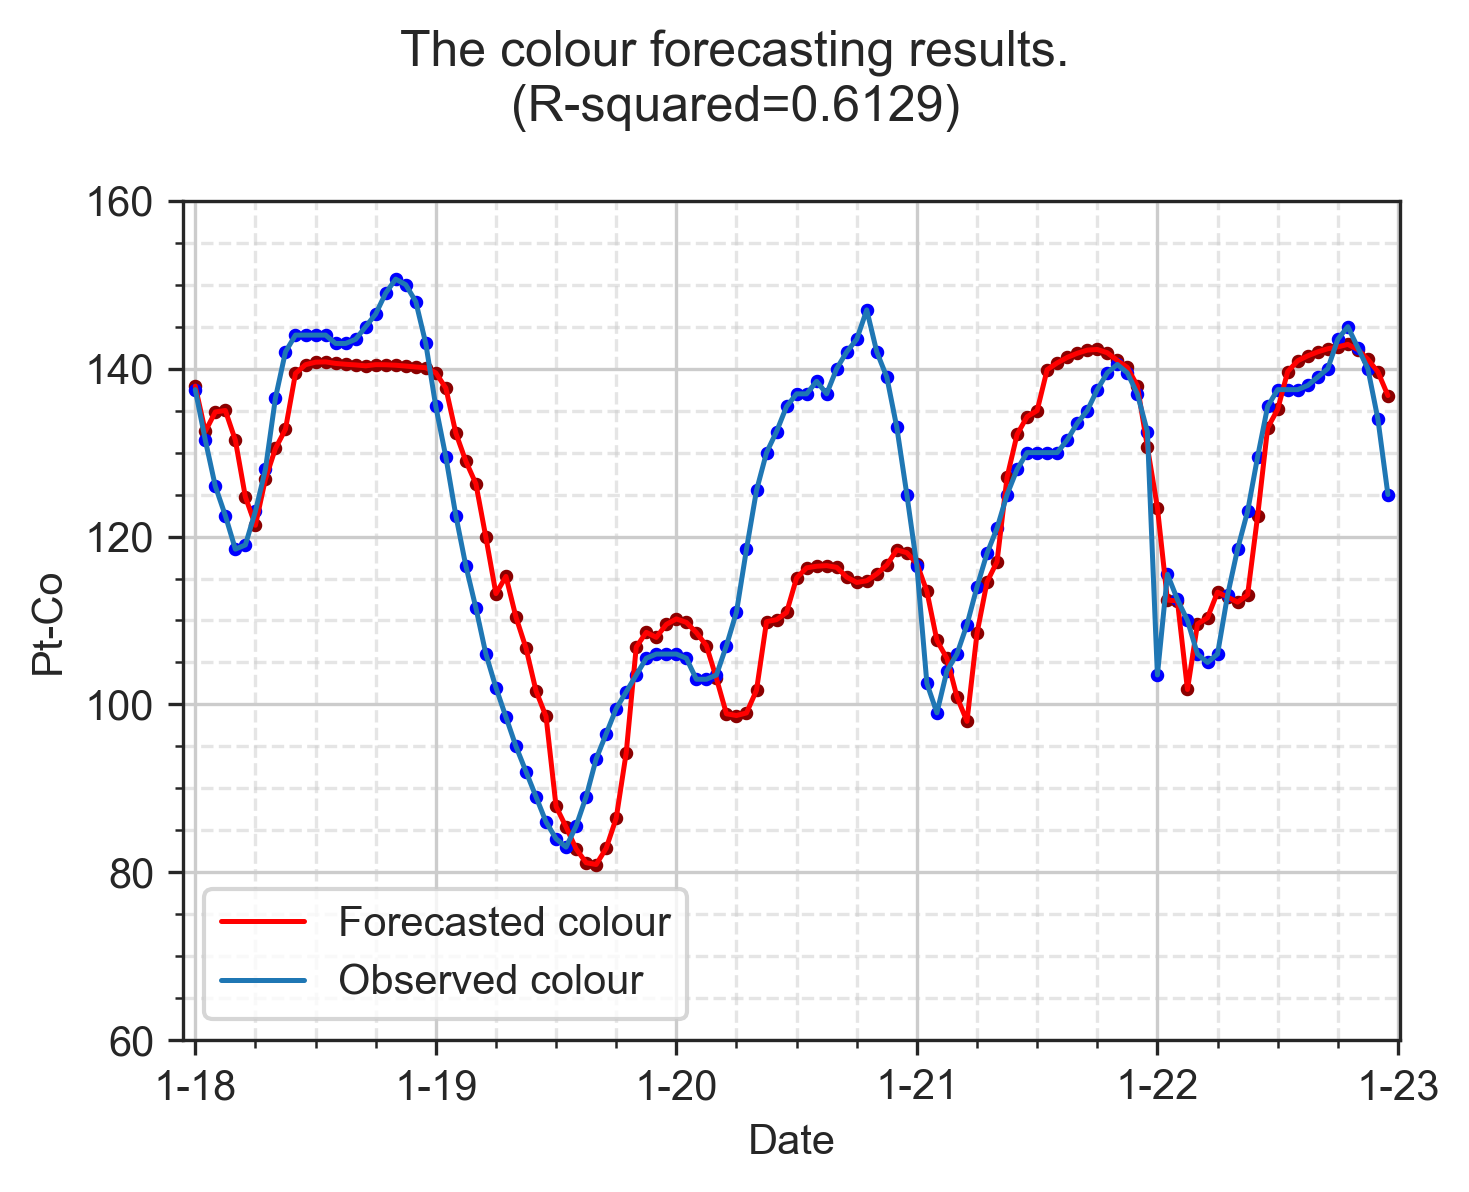 The colour forecasting results.
(R-squared=0.6129)
160
140
120
100
80
60
Pt-Co
Forecasted colour
Observed colour
1-18
1-19
1-20
1-21
1-22
1-23
Date